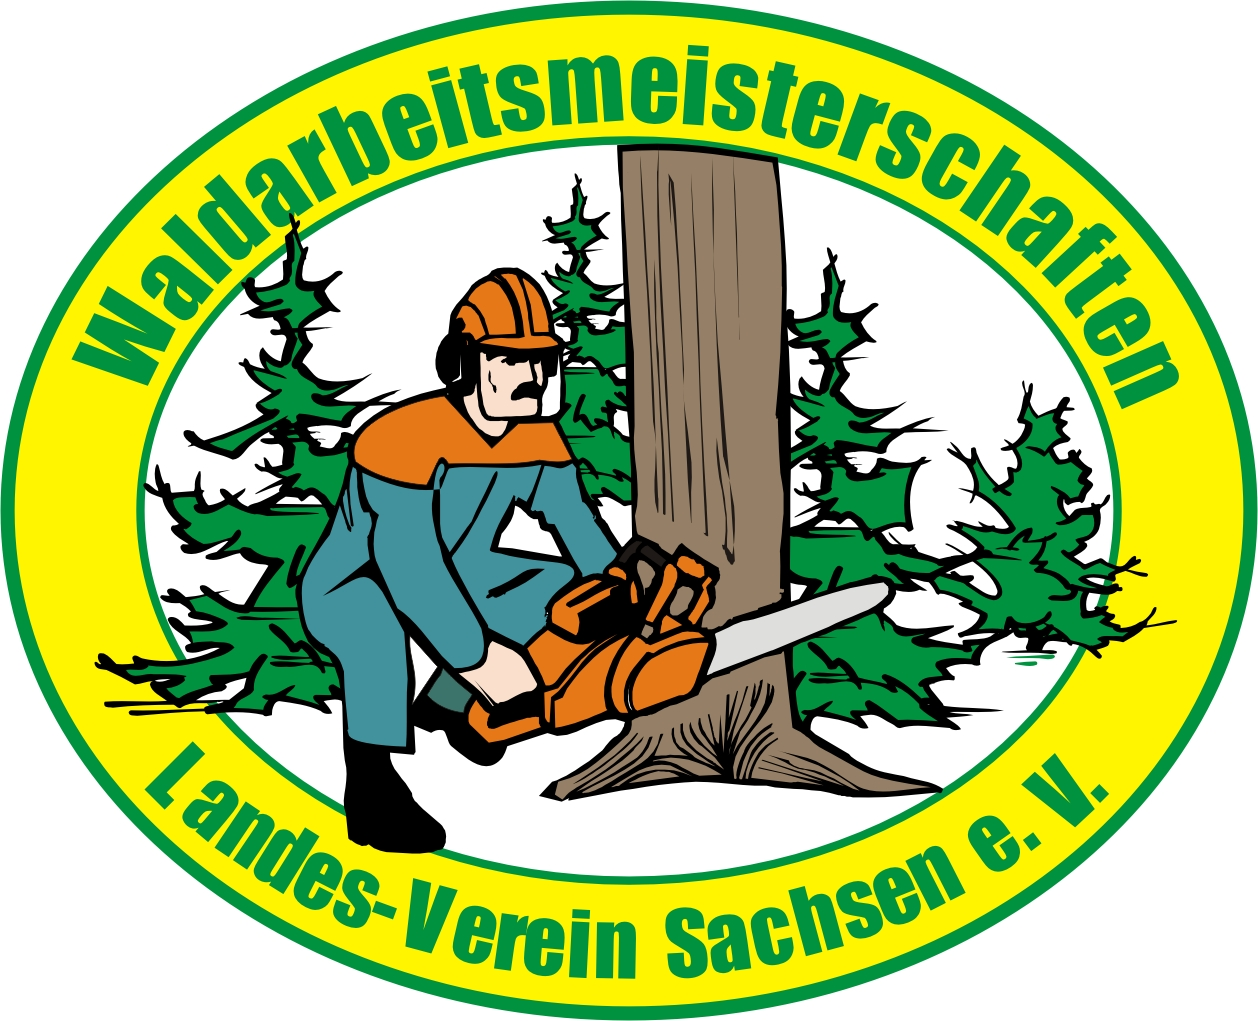 Waldarbeitsmeisterschaften
Landes-Verein Sachsen e. V.